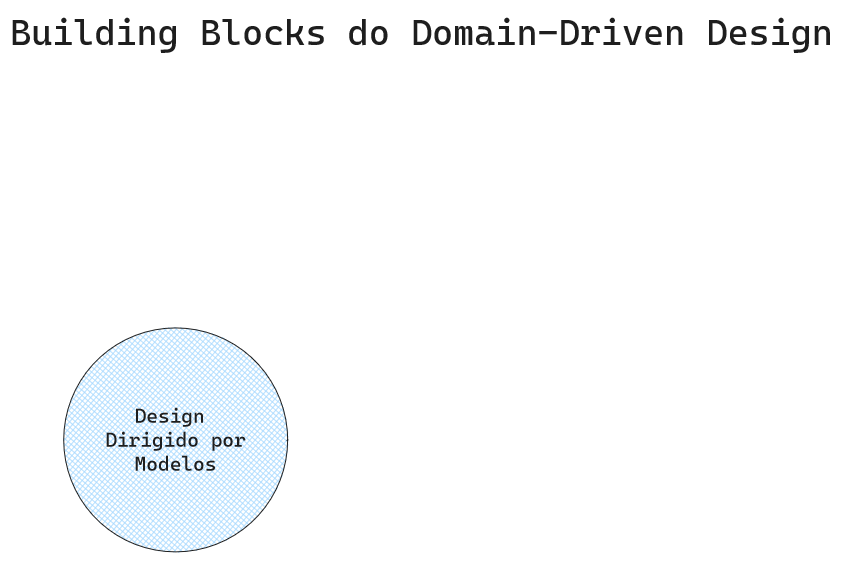 Building Blocks do Domain-Driven Design
Design
Dirigido por
Modelos